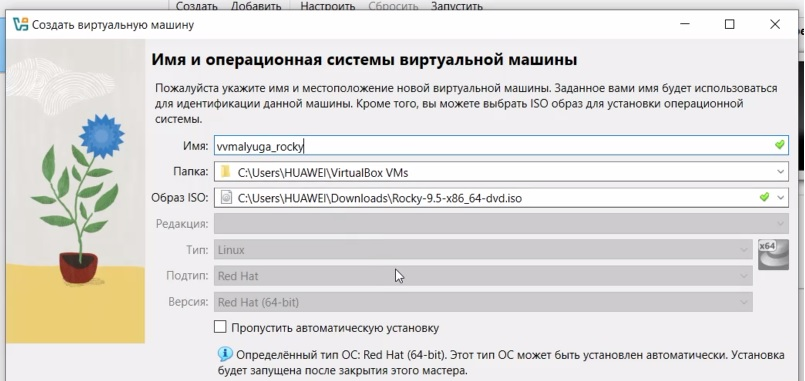 Создать Добавить Настроить Сбросить Запустить
Создать виртуальную машину
Имя и операционная системы виртуальной машины
Пожалуйста укажите имя и местоположение новой виртуальной машины. Заданное вами имя будет использоваться
для идентификации данной машины. Кроме того, вы можете выбрать ISO образ для установки операционной
системы.
Имя: vvmalyuga_rocky
Папка: C:\Users\HUAWEI\VirtualBox VMs
Образ ISO: C:\Users\HUAWEI\Downloads\Rocky-9.5-x86_64-dvd.iso
Редакция:
Тип: Linux
x64
Подтип: Red Hat
Версия: Red Hat (64-bit)
Пропустить автоматическую установку
Определённый тип ОС: Red Hat (64-bit). Этот тип ОС может быть установлен автоматически. Установка
будет запущена после закрытия этого мастера.